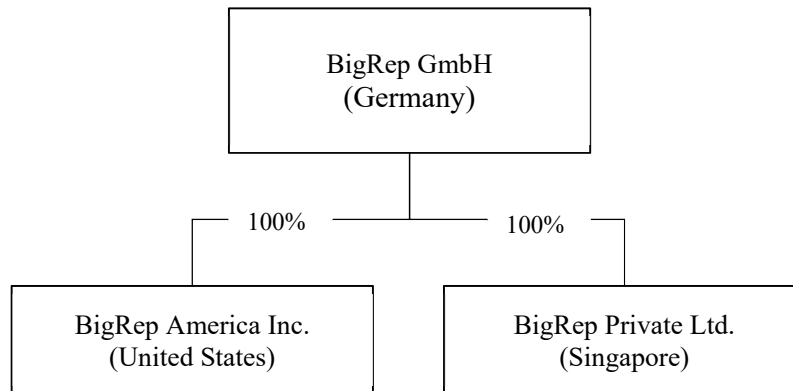 BigRep GmbH
(Germany)
100%
100%
BigRep America Inc.
(United States)
BigRep Private Ltd.
(Singapore)